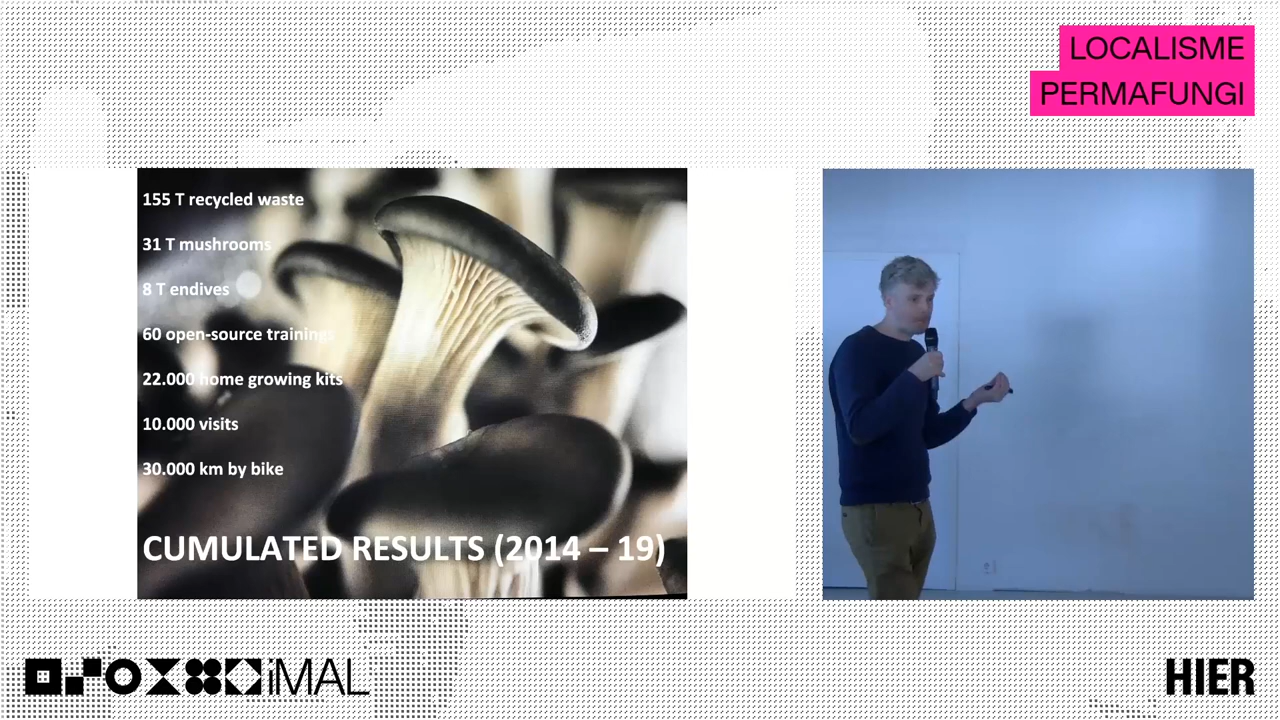 LOCALISME
PERMAFUNGI
155 T recycled waste
31 T mushrooms
8 T endives
60 open-source trainings
22.000 home growing kits
10.000 visits
30.000 km by bike
CUMULATED RESULTS (2014 – 19)
iMAL
HIER